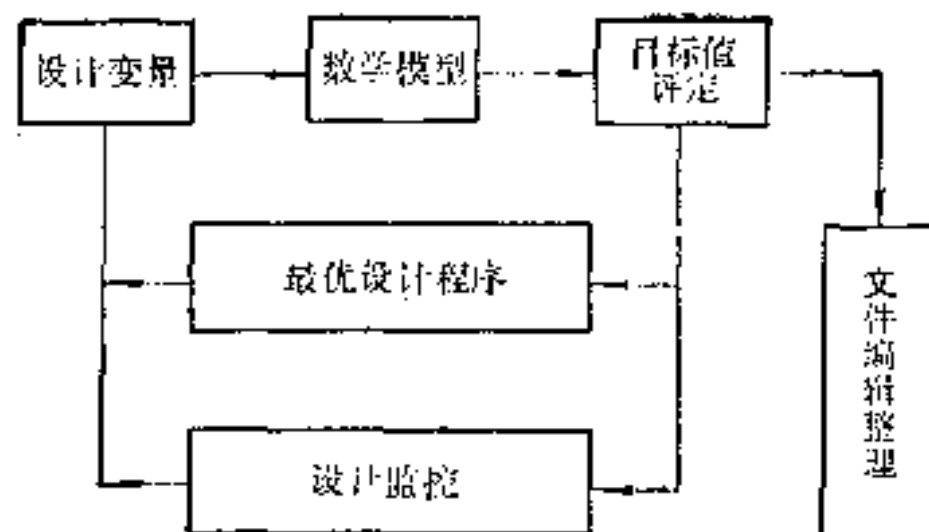 设计变量
数学模型
目标值
评定
最优设计程序
设计监控
文件编辑整理